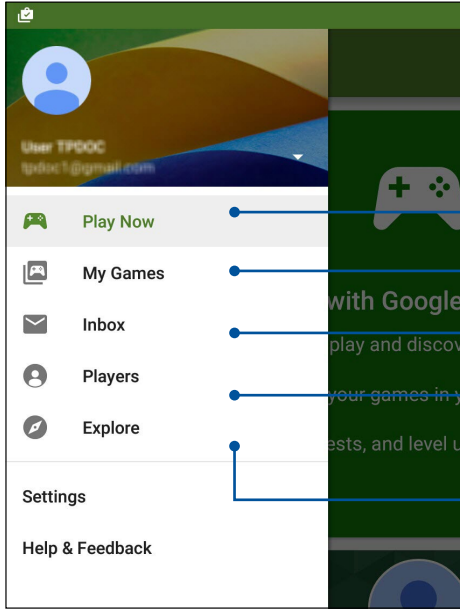 User TPDOC
tpdoc1@gmail.com
Play Now
My Games
Inbox
Players
Explore
Settings
Help & Feedback
with Google
play and discov
your games in y
ests, and level u